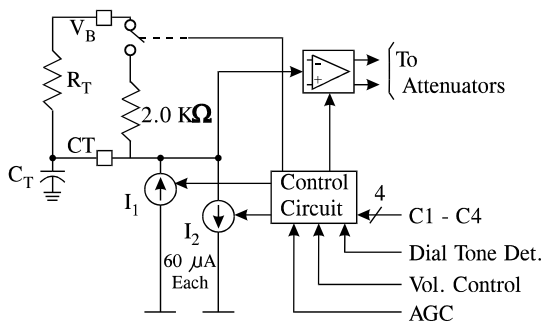 V_B
R_T
2.0 KΩ
CT
C_T
I_1
I_2
60 µA
Each
-
+
To
Attenuators
Control
Circuit
4
C1 - C4
Dial Tone Det.
Vol. Control
AGC